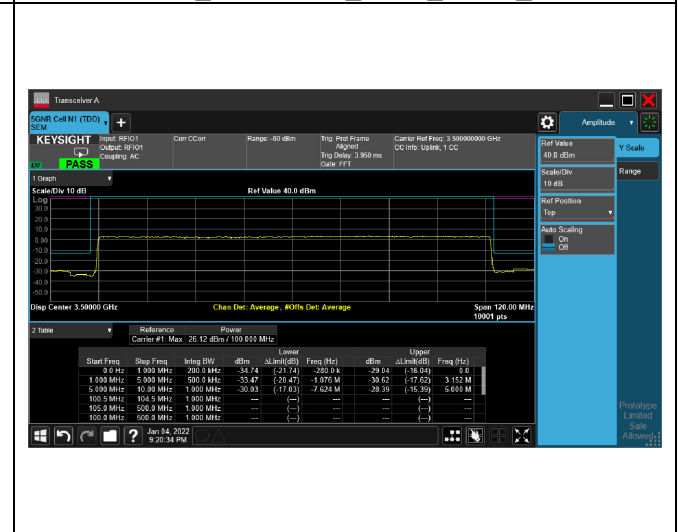 Transceiver A
5GNR Cell N1 (TDD)
SEM
+
KEYSIGHT
LXI
PASS
Input: RFIO1
Output: RFIO1
Coupling: AC
Corr CCorr
Range: -60 dBm
Trig: Prot Frame
Aligned
Trig Delay: 3.950 ms
Gate: FFT
Carrier Ref Freq: 3.500000000 GHz
CC Info: Uplink, 1 CC
1 Graph
Scale/Div 10 dB
Ref Value 40.0 dBm
Log
30.0
20.0
10.0
0.00
-10.0
-20.0
-30.0
-40.0
-50.0
Disp Center 3.50000 GHz
Chan Det: Average , #Offs Det: Average
Span 120.00 MHz
10001 pts
2 Table
Reference Power
Carrier #1: Max 26.12 dBm / 100.000 MHz
Lower Upper
Start Freq Stop Freq Integ BW dBm ΔLimit(dB) Freq (Hz) dBm ΔLimit(dB) Freq (Hz)
0.0 Hz 1.000 MHz 200.0 kHz -34.74 (-21.74) -280.0 k -29.04 (-16.04) 0.0
1.000 MHz 5.000 MHz 500.0 kHz -33.47 (-20.47) -1.076 M -30.62 (-17.62) 3.152 M
5.000 MHz 10.00 MHz 1.000 MHz -30.03 (-17.03) -7.624 M -28.39 (-15.39) 5.000 M
100.5 MHz 104.5 MHz 1.000 MHz --- (---) --- --- (---) ---
105.0 MHz 500.0 MHz 1.000 MHz --- (---) --- --- (---) ---
100.0 MHz 500.0 MHz 1.000 MHz --- (---) --- --- (---) ---
?
Jan 04, 2022
9:20:34 PM
Amplitude
Ref Value
40.0 dBm
Scale/Div
10 dB
Ref Position
Top
Auto Scaling
On
Off
Y Scale
Range
Prototype
Limited
Sale
Allowed